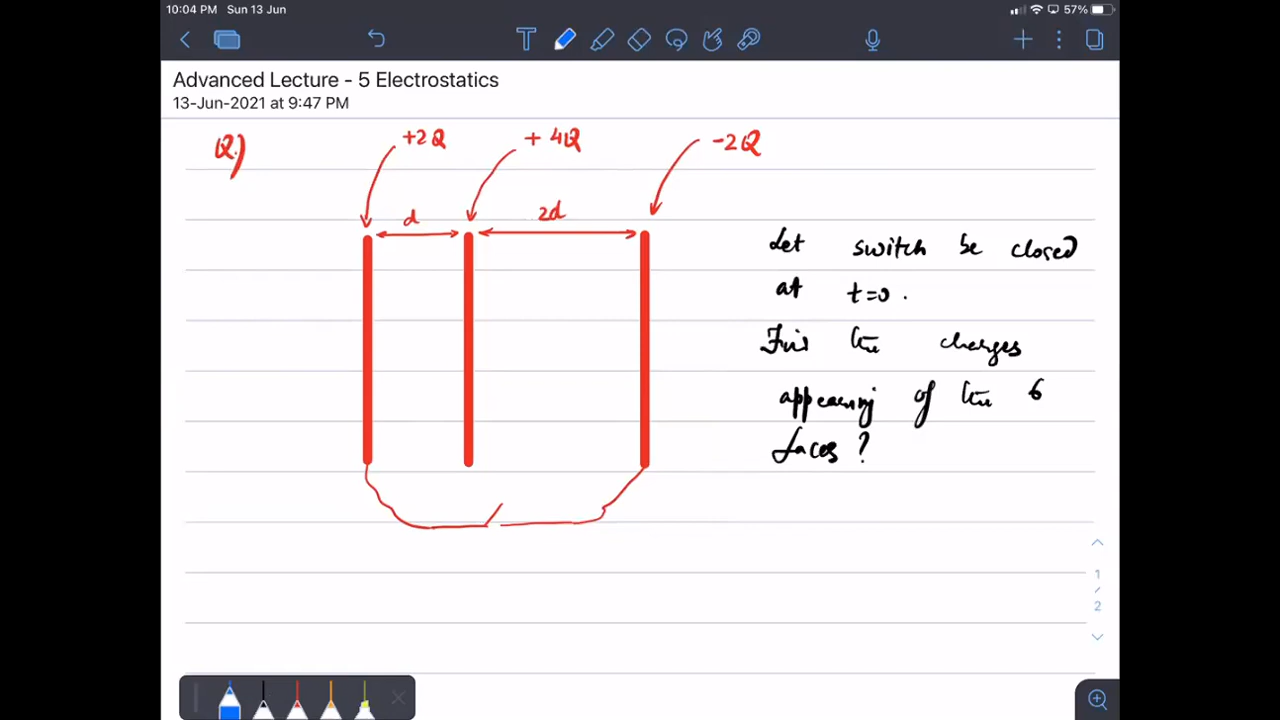 10:04 PM Sun 13 Jun 57%
T
Advanced Lecture - 5 Electrostatics
13-Jun-2021 at 9:47 PM
Q.) +2Q + 4Q -2Q
d 2d
Let switch be closed
at t=0.
Fin the charges
appearing of the 6
faces?
1
/
2